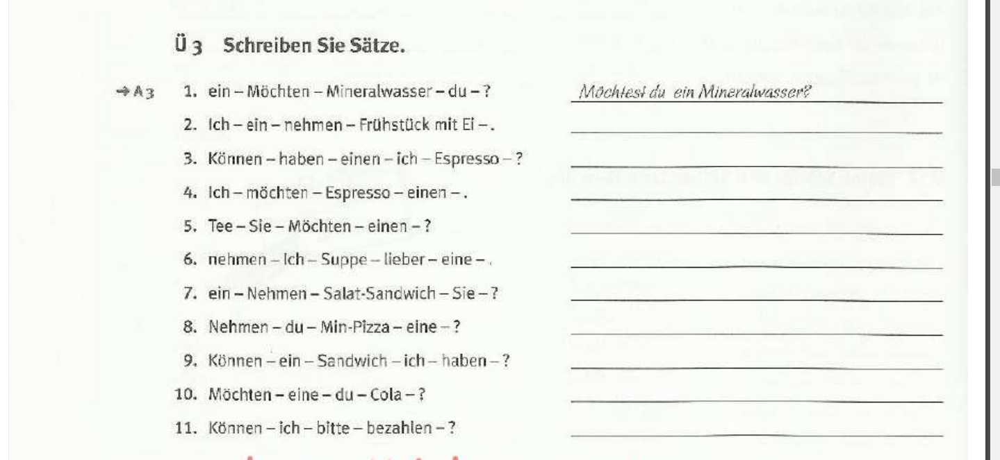 Ü 3 Schreiben Sie Sätze.
→ A 3 1. ein – Möchten – Mineralwasser – du – ? Möchtest du ein Mineralwasser?
2. Ich – ein – nehmen – Frühstück mit Ei – .
3. Können – haben – einen – ich – Espresso – ?
4. Ich – möchten – Espresso – einen – .
5. Tee – Sie – Möchten – einen – ?
6. nehmen – Ich – Suppe – lieber – eine – .
7. ein – Nehmen – Salat-Sandwich – Sie – ?
8. Nehmen – du – Min-Pizza – eine – ?
9. Können – ein – Sandwich – ich – haben – ?
10. Möchten – eine – du – Cola – ?
11. Können – ich – bitte – bezahlen – ?